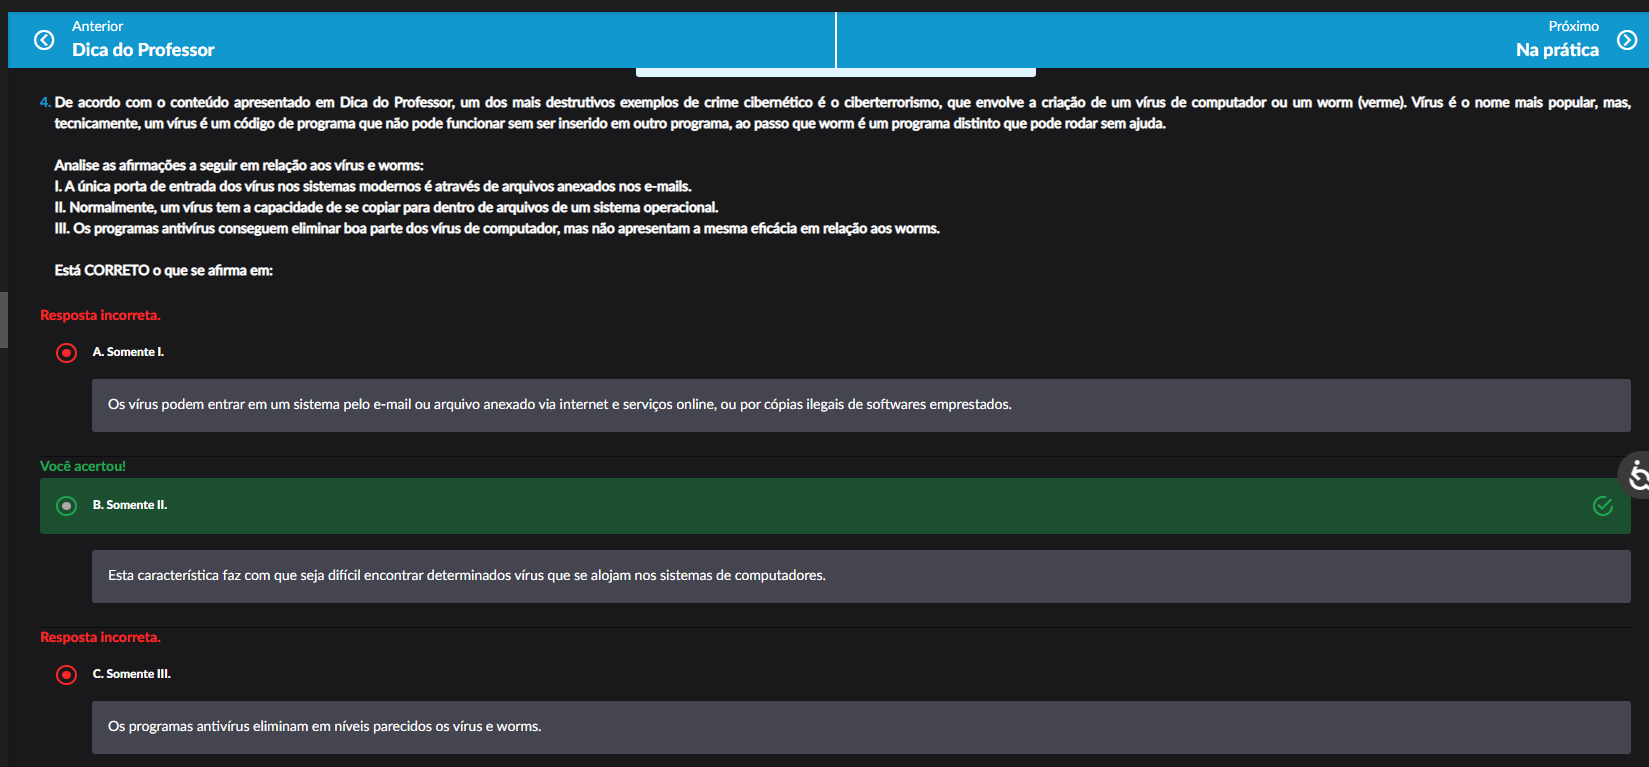 Anterior
Dica do Professor
Próximo
Na prática
4. De acordo com o conteúdo apresentado em Dica do Professor, um dos mais destrutivos exemplos de crime cibernético é o ciberterrorismo, que envolve a criação de um vírus de computador ou um worm (verme). Vírus é o nome mais popular, mas,
tecnicamente, um vírus é um código de programa que não pode funcionar sem ser inserido em outro programa, ao passo que worm é um programa distinto que pode rodar sem ajuda.
Analise as afirmações a seguir em relação aos vírus e worms:
I. A única porta de entrada dos vírus nos sistemas modernos é através de arquivos anexados nos e-mails.
II. Normalmente, um vírus tem a capacidade de se copiar para dentro de arquivos de um sistema operacional.
III. Os programas antivírus conseguem eliminar boa parte dos vírus de computador, mas não apresentam a mesma eficácia em relação aos worms.
Está CORRETO o que se afirma em:
Resposta incorreta.
A. Somente I.
Os vírus podem entrar em um sistema pelo e-mail ou arquivo anexado via internet e serviços online, ou por cópias ilegais de softwares emprestados.
Você acertou!
B. Somente II.
Esta característica faz com que seja difícil encontrar determinados vírus que se alojam nos sistemas de computadores.
Resposta incorreta.
C. Somente III.
Os programas antivírus eliminam em níveis parecidos os vírus e worms.